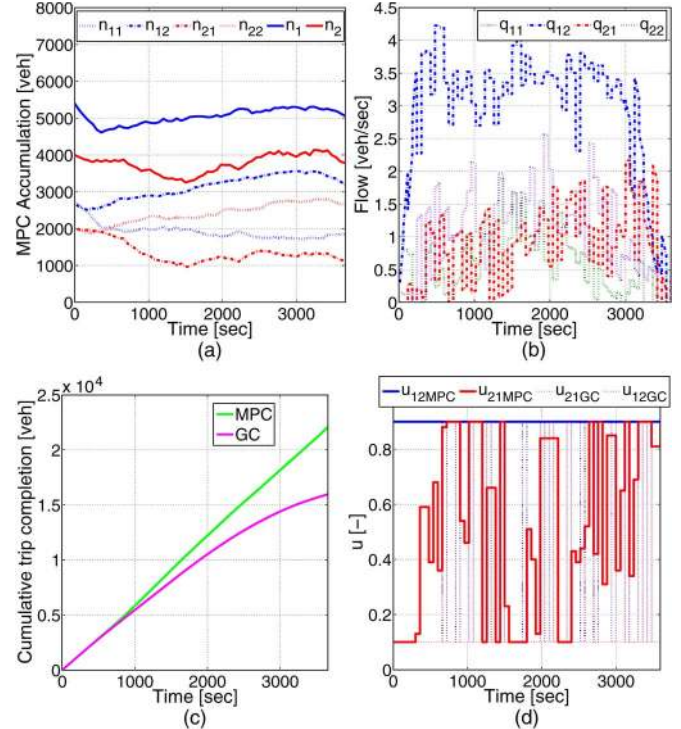 n11 n12 n21 n22 n1 n2
8000
7000
6000
5000
4000
3000
2000
1000
0
MPC Accumulation [veh]
0 1000 2000 3000
Time [sec]
(a)
q11 q12 q21 q22
4.5
4
3.5
3
2.5
2
1.5
1
0.5
0
Flow [veh/sec]
0 1000 2000 3000
Time [sec]
(b)
x 10^4
2.5
2
1.5
1
0.5
0
Cumulative trip completion [veh]
MPC
GC
0 1000 2000 3000
Time [sec]
(c)
u12MPC u21MPC u21GC u12GC
0.8
0.6
0.4
0.2
0
u [-]
0 1000 2000 3000
Time [sec]
(d)